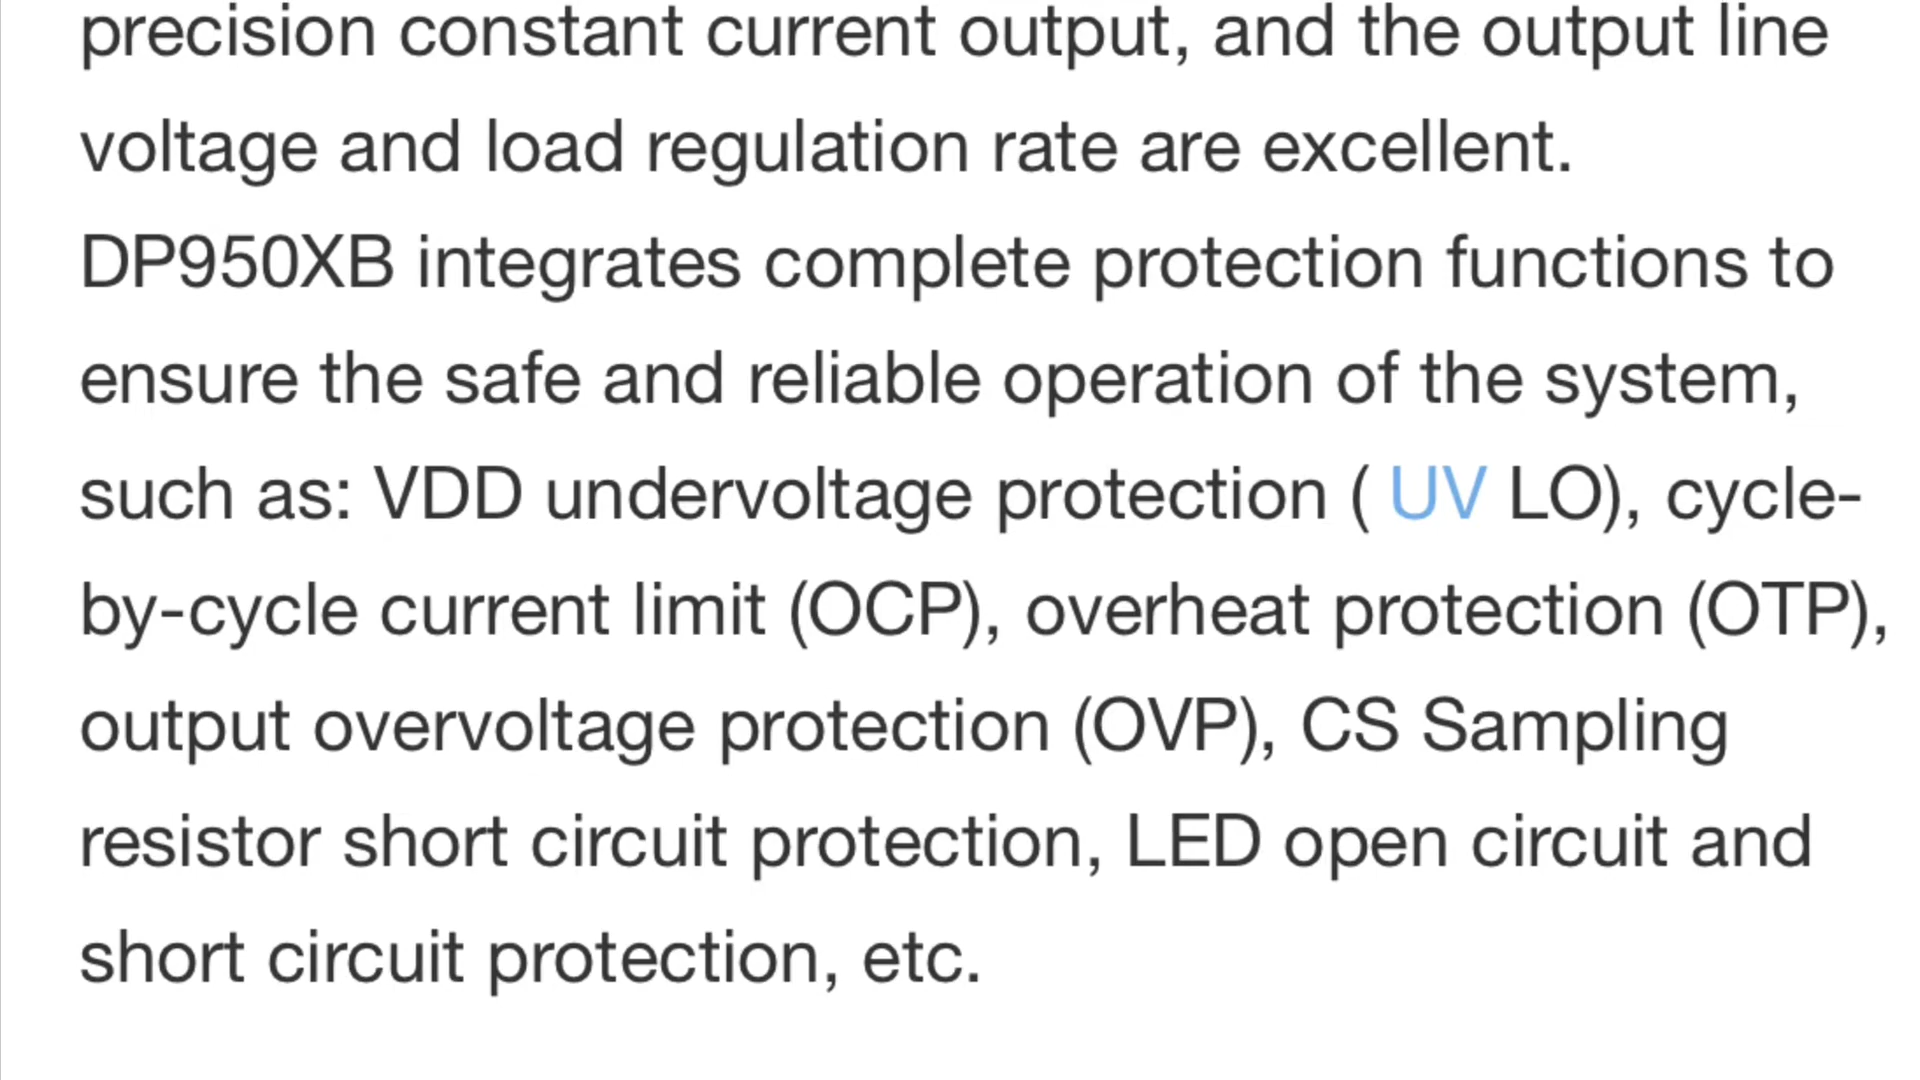 precision constant current output, and the output line
voltage and load regulation rate are excellent.
DP950XB integrates complete protection functions to
ensure the safe and reliable operation of the system,
such as: VDD undervoltage protection ( UV LO), cycle-
by-cycle current limit (OCP), overheat protection (OTP),
output overvoltage protection (OVP), CS Sampling
resistor short circuit protection, LED open circuit and
short circuit protection, etc.